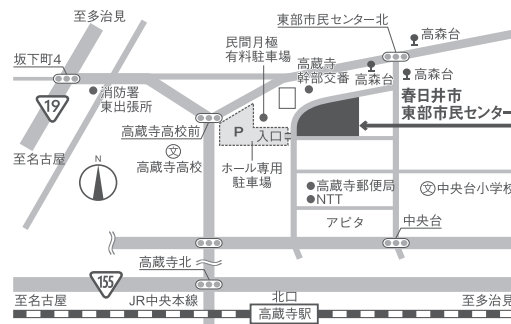 至多治見
東部市民センター北
高森台
坂下町4
民間月極
有料駐車場
高蔵寺
幹部交番
高森台
高森台
19
消防署
東出張所
春日井市
東部市民センター
高蔵寺高校前
P
入口
至名古屋
N
文
高蔵寺高校
ホール専用
駐車場
高蔵寺郵便局
NTT
文
中央台小学校
アピタ
中央台
高蔵寺北
155
至名古屋
JR中央本線
北口
至多治見
高蔵寺駅